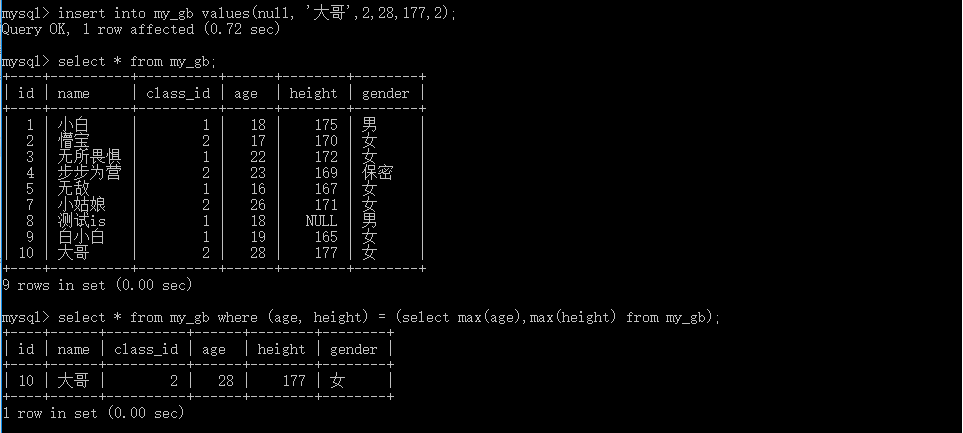 mysql> insert into my_gb values(null, '大哥',2,28,177,2);
Query OK, 1 row affected (0.72 sec)
mysql> select * from my_gb;
+----+----------+----------+------+--------+--------+
| id | name | class_id | age | height | gender |
+----+----------+----------+------+--------+--------+
| 1 | 小白 | 1 | 18 | 175 | 男 |
| 2 | 懵宝 | 2 | 17 | 170 | 女 |
| 3 | 无所畏惧 | 1 | 22 | 172 | 女 |
| 4 | 步步为营 | 2 | 23 | 169 | 保密 |
| 5 | 无敌 | 1 | 16 | 167 | 女 |
| 7 | 小姑娘 | 2 | 26 | 171 | 女 |
| 8 | 测试is | 1 | 18 | NULL | 男 |
| 9 | 白小白 | 1 | 19 | 165 | 女 |
| 10 | 大哥 | 2 | 28 | 177 | 女 |
+----+----------+----------+------+--------+--------+
9 rows in set (0.00 sec)
mysql> select * from my_gb where (age, height) = (select max(age),max(height) from my_gb);
+----+------+----------+------+--------+--------+
| id | name | class_id | age | height | gender |
+----+------+----------+------+--------+--------+
| 10 | 大哥 | 2 | 28 | 177 | 女 |
+----+------+----------+------+--------+--------+
1 row in set (0.00 sec)